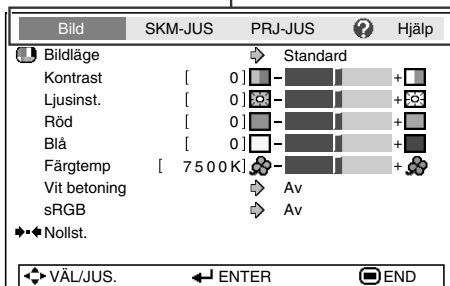 Bild SKM-JUS PRJ-JUS ? Hjälp
Bildläge Standard
Kontrast [ 0] - +
Ljusinst. [ 0] - +
Röd [ 0] - +
Blå [ 0] - +
Färgtemp [ 7500K] - +
Vit betoning Av
sRGB Av
Nollst.
VÄL/JUS. ENTER END